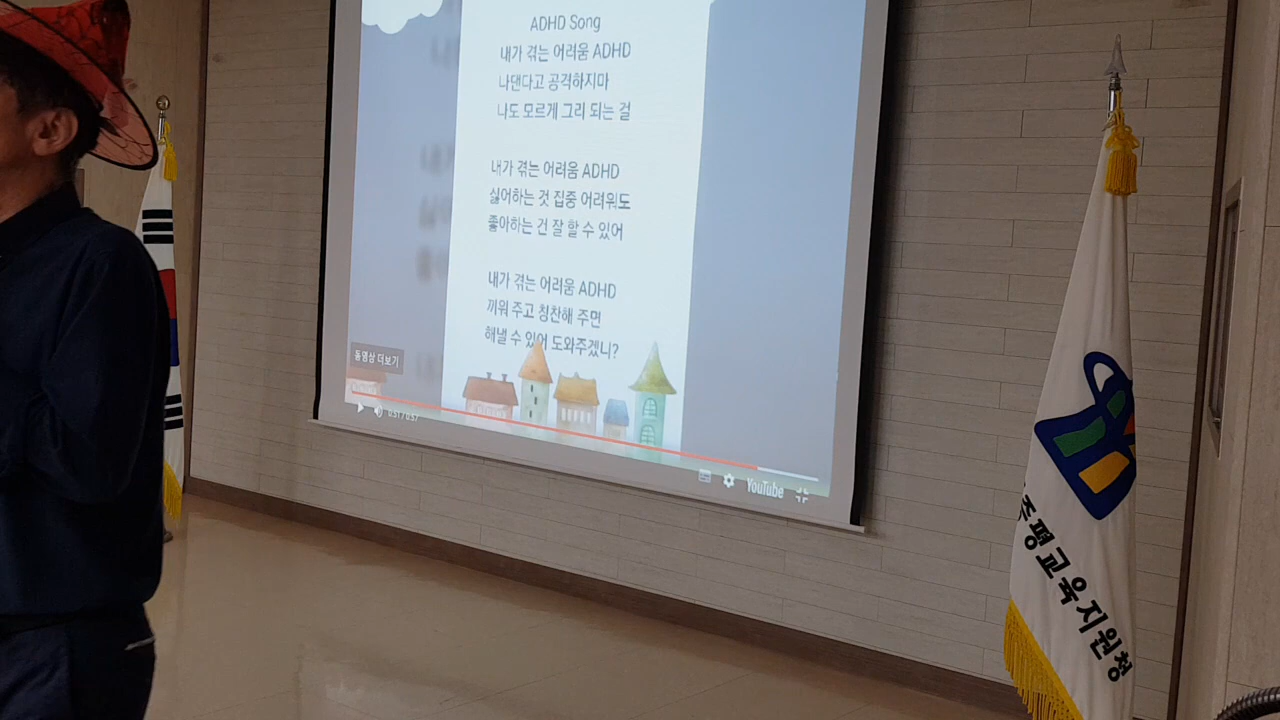 ADHD Song
내가 겪는 어려움 ADHD
나댄다고 공격하지마
나도 모르게 그리 되는 걸
내가 겪는 어려움 ADHD
싫어하는 것 집중 어려워도
좋아하는 건 잘 할 수 있어
내가 겪는 어려움 ADHD
끼워 주고 칭찬해 주면
해낼 수 있어 도와주겠니?
동영상 더보기
0:51 / 0:57
YouTube
평교육지원청